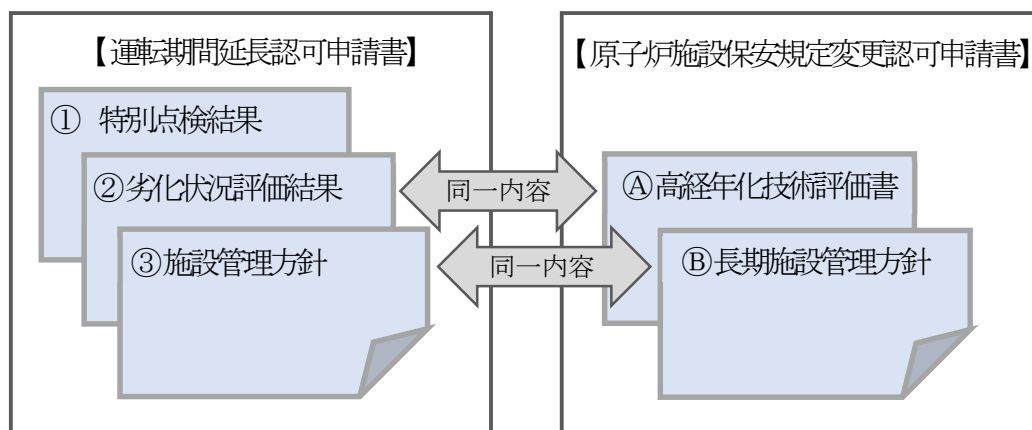 【運転期間延長認可申請書】
① 特別点検結果
②劣化状況評価結果
③施設管理方針
同一内容
同一内容
【原子炉施設保安規定変更認可申請書】
Ⓐ高経年化技術評価書
Ⓑ長期施設管理方針